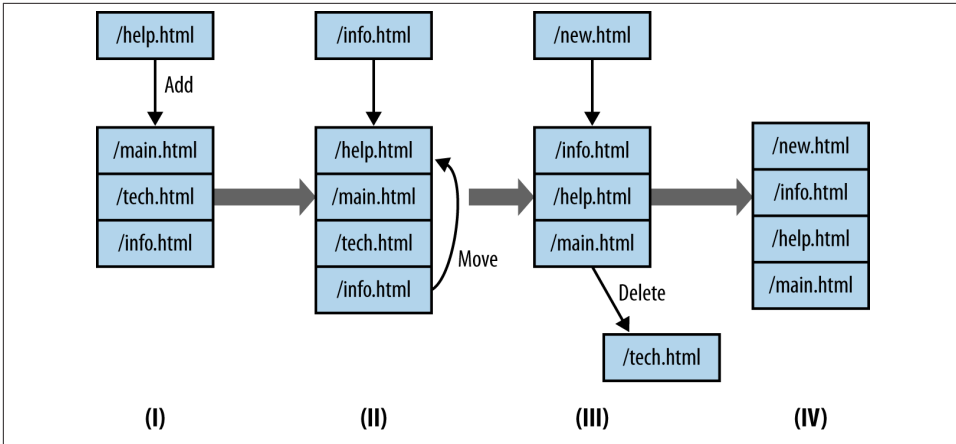 /help.html
/info.html
/new.html
Add
/main.html
/tech.html
/info.html
/help.html
/main.html
/tech.html
/info.html
Move
/info.html
/help.html
/main.html
Delete
/tech.html
/new.html
/info.html
/help.html
/main.html
(I)
(II)
(III)
(IV)